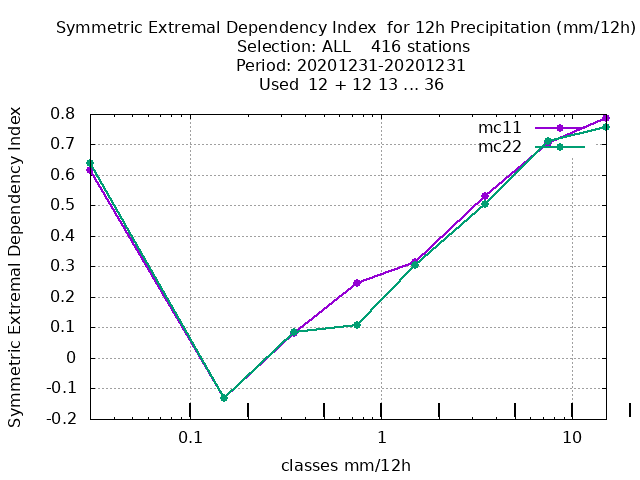 Symmetric Extremal Dependency Index  for 12h Precipitation (mm/12h)
Selection: ALL    416 stations
Period: 20201231-20201231
Used  12 + 12 13 ... 36
Symmetric Extremal Dependency Index
0.8
0.7
0.6
0.5
0.4
0.3
0.2
0.1
0
-0.1
-0.2
mc11
mc22
0.1 1 10
classes mm/12h